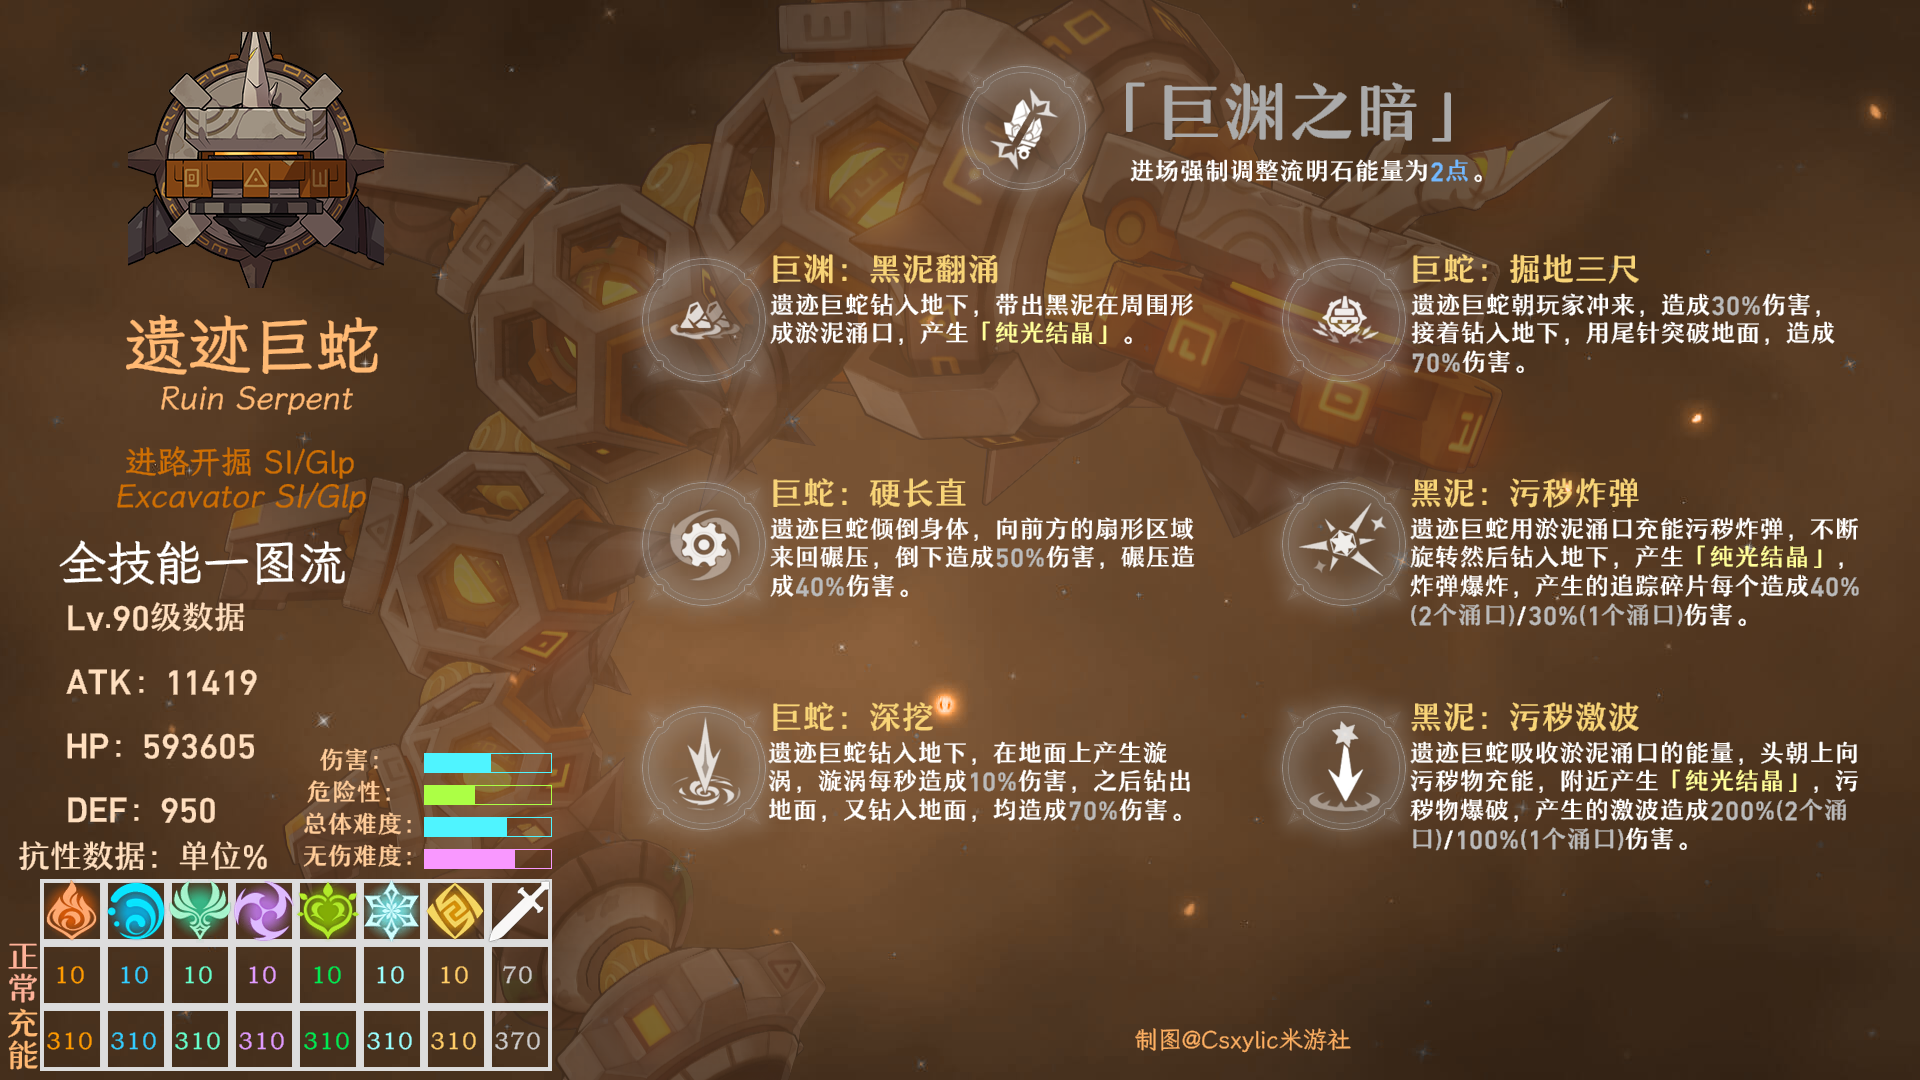 遗迹巨蛇
Ruin Serpent
进路开掘 SI/Glp
Excavator SI/Glp
全技能一图流
Lv.90级数据
ATK：11419
HP：593605
DEF：950
伤害：
危险性：
总体难度：
无伤难度：
抗性数据：单位%
正常
10 10 10 10 10 10 10 70
充能
310 310 310 310 310 310 310 370
「巨渊之暗」
进场强制调整流明石能量为2点。
巨渊：黑泥翻涌
遗迹巨蛇钻入地下，带出黑泥在周围形
成淤泥涌口，产生「纯光结晶」。
巨蛇：掘地三尺
遗迹巨蛇朝玩家冲来，造成30%伤害，
接着钻入地下，用尾针突破地面，造成
70%伤害。
巨蛇：硬长直
遗迹巨蛇倾倒身体，向前方的扇形区域
来回碾压，倒下造成50%伤害，碾压造
成40%伤害。
黑泥：污秽炸弹
遗迹巨蛇用淤泥涌口充能污秽炸弹，不断
旋转然后钻入地下，产生「纯光结晶」，
炸弹爆炸，产生的追踪碎片每个造成40%
(2个涌口)/30%(1个涌口)伤害。
巨蛇：深挖
遗迹巨蛇钻入地下，在地面上产生漩
涡，漩涡每秒造成10%伤害，之后钻出
地面，又钻入地面，均造成70%伤害。
黑泥：污秽激波
遗迹巨蛇吸收淤泥涌口的能量，头朝上向
污秽物充能，附近产生「纯光结晶」，污
秽物爆破，产生的激波造成200%(2个涌
口)/100%(1个涌口)伤害。
制图@Csxylic米游社